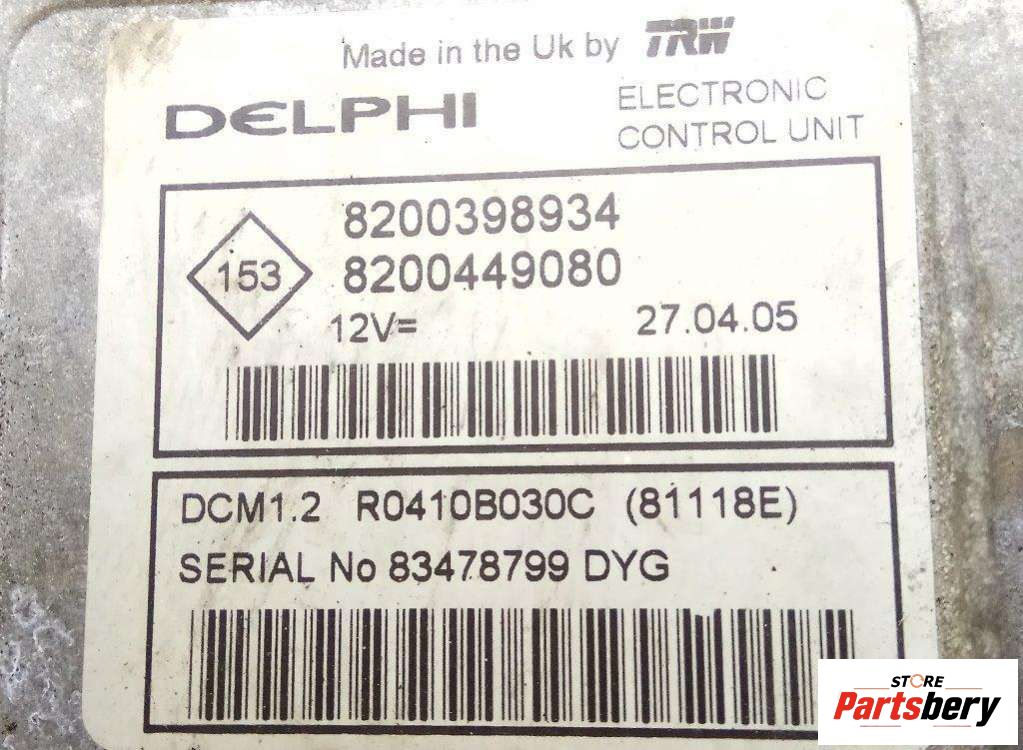 Made in the Uk by TRW
DELPHI
ELECTRONIC
CONTROL UNIT
153
8200398934
8200449080
12V=
27.04.05
DCM1.2 R0410B030C (81118E)
SERIAL No 83478799 DYG
STORE
Partsbery